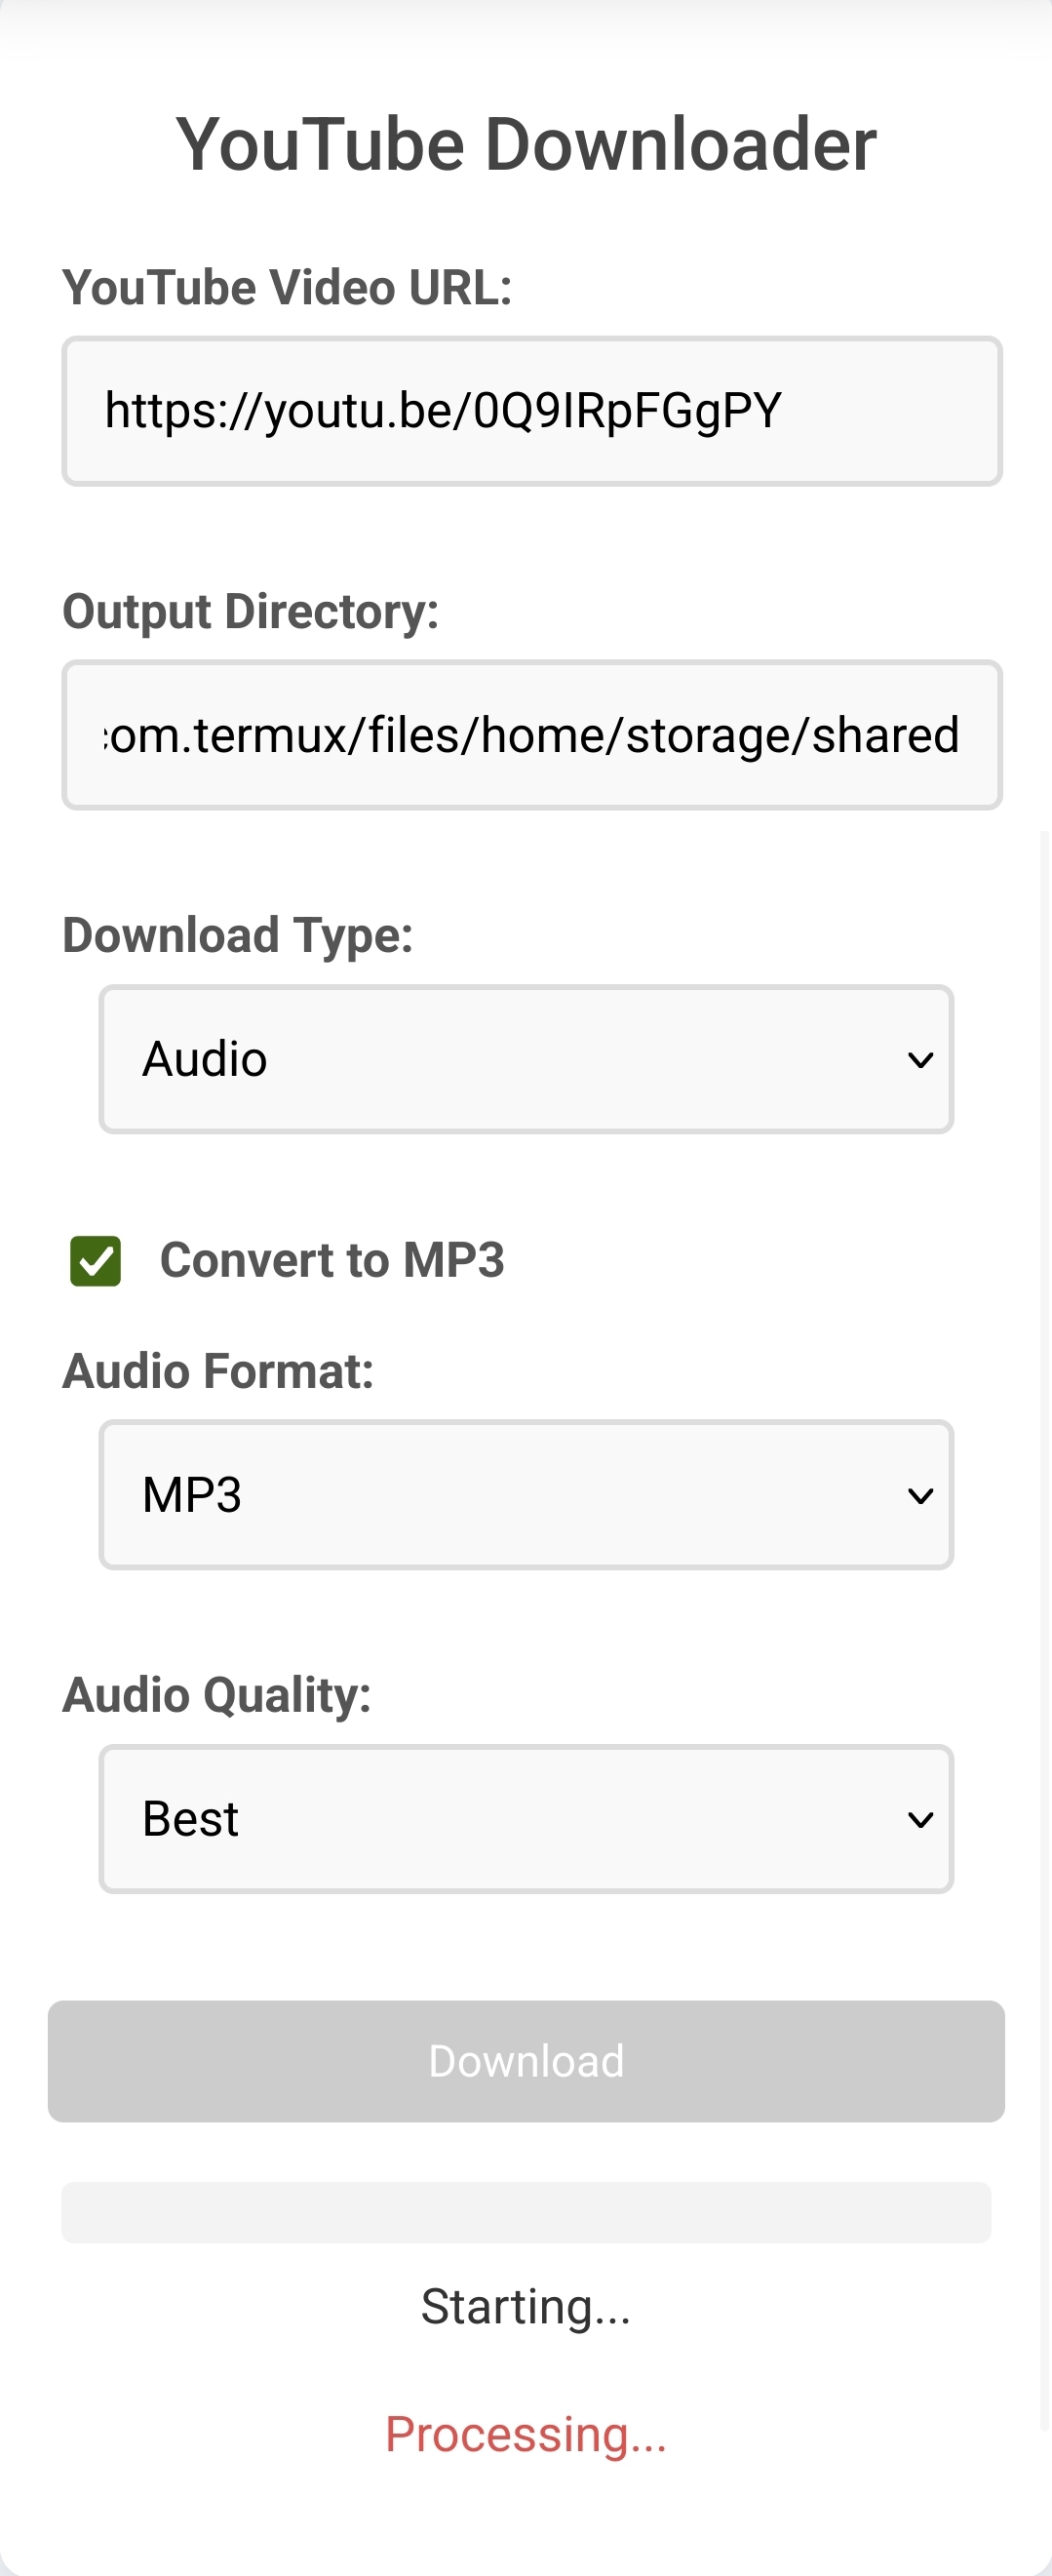 YouTube Downloader
YouTube Video URL:
https://youtu.be/0Q9IRpFGgPY
Output Directory:
com.termux/files/home/storage/shared
Download Type:
Audio
Convert to MP3
Audio Format:
MP3
Audio Quality:
Best
Download
Starting...
Processing...